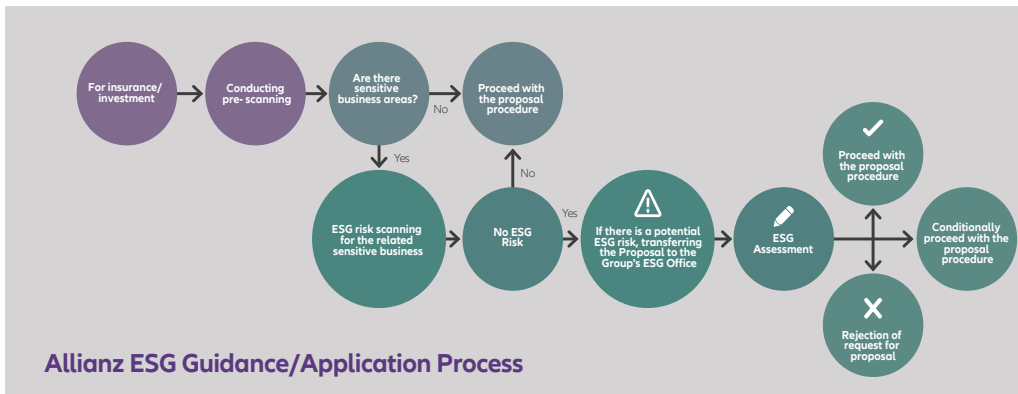 For insurance/
investment
Conducting
pre- scanning
Are there
sensitive
business areas?
No
Proceed with
the proposal
procedure
Yes
ESG risk scanning
for the related
sensitive business
No ESG
Risk
No
Yes
If there is a potential
ESG risk, transferring
the Proposal to the
Group's ESG Office
ESG
Assessment
Proceed with
the proposal
procedure
Conditionally
proceed with the
proposal
procedure
Rejection of
request for
proposal
Allianz ESG Guidance/Application Process